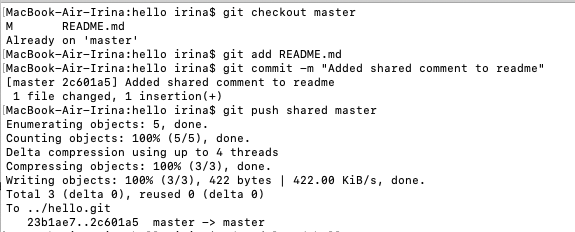 [MacBook-Air-Irina:hello irina$ git checkout master
M README.md
Already on 'master'
[MacBook-Air-Irina:hello irina$ git add README.md
[MacBook-Air-Irina:hello irina$ git commit -m "Added shared comment to readme"
[master 2c601a5] Added shared comment to readme
1 file changed, 1 insertion(+)
[MacBook-Air-Irina:hello irina$ git push shared master
Enumerating objects: 5, done.
Counting objects: 100% (5/5), done.
Delta compression using up to 4 threads
Compressing objects: 100% (3/3), done.
Writing objects: 100% (3/3), 422 bytes | 422.00 KiB/s, done.
Total 3 (delta 0), reused 0 (delta 0)
To ../hello.git
23b1ae7..2c601a5 master -> master